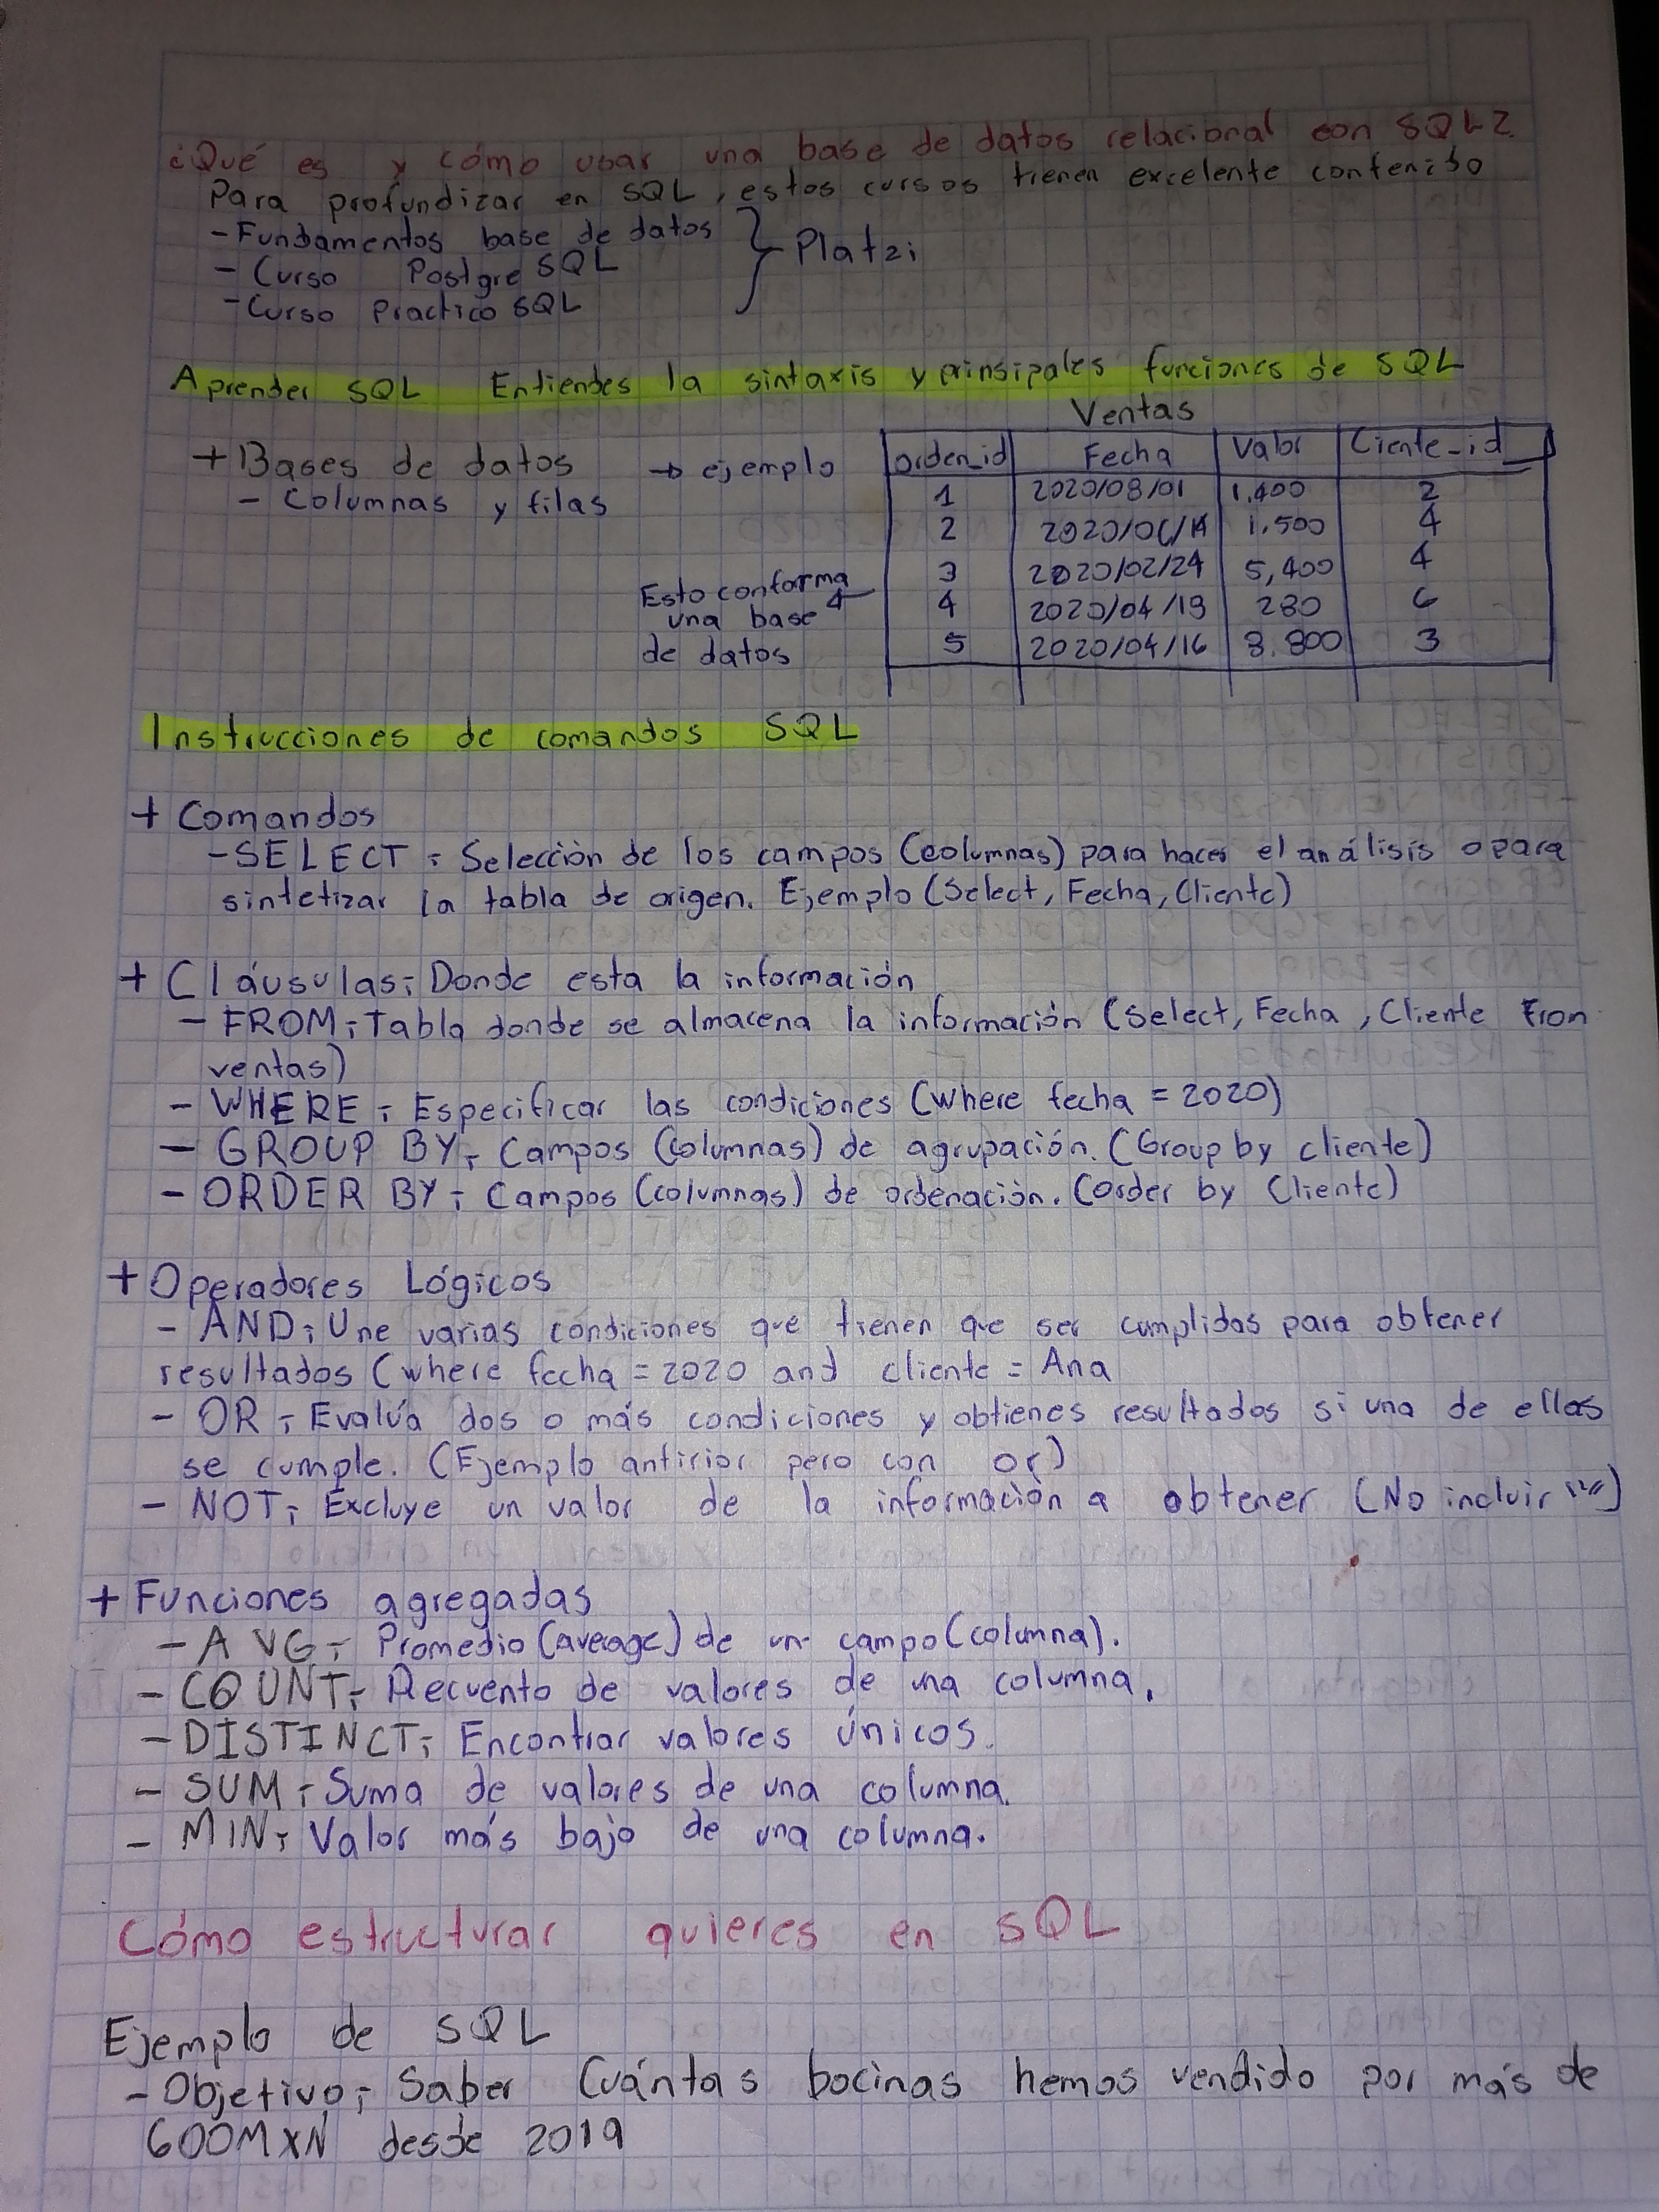 ¿Qué es y cómo usar una base de datos relacional con SQL?
Para profundizar en SQL, estos cursos tienen excelente contenido
- Fundamentos base de datos
- Curso PostgreSQL
- Curso Practico SQL
Platzi
Aprender SQL Entiendes la sintaxis y prinsipales funciones de SQL
+ Bases de datos → ejemplo
- Columnas y filas
Esto conforma
una base
de datos
Ventas
orden_id Fecha Valor Ciente_id
1 2020/08/01 1,400 2
2 1,500 4
3 2020/02/24 5,400 4
4 2020/04/13 280 6
5 2020/04/16 8.800 3
Instrucciones de comandos SQL
+ Comandos
- SELECT: Selección de los campos (columnas) para hacer el análisis o para
sintetizar la tabla de origen. Ejemplo (Select, Fecha, Cliente)
+ Cláusulas: Donde esta la información
- FROM: Tabla donde se almacena la información (Select, Fecha, Cliente From
ventas)
- WHERE: Especificar las condiciones (Where fecha = 2020)
- GROUP BY: Campos (columnas) de agrupación. (Group by cliente)
- ORDER BY: Campos (columnas) de ordenación. (order by Cliente)
+ Operadores Lógicos
- AND: Une varias condiciones que tienen que ser cumplidas para obtener
resultados (where fecha = 2020 and cliente = Ana
- OR: Evalúa dos o más condiciones y obtienes resultados si una de ellas
se cumple. (Ejemplo antirior pero con or)
- NOT: Excluye un valor de la información a obtener (No incluir)
+ Funciones agregadas
- AVG: Promedio (average) de un campo (columna).
- COUNT: Recuento de valores de una columna.
- DISTINCT: Encontrar valores únicos.
- SUM: Suma de valores de una columna.
- MIN: Valor más bajo de una columna.
Cómo estructurar quieres en SQL
Ejemplo de SQL
- Objetivo: Saber Cuántas bocinas hemos vendido por más de
600MXN desde 2019